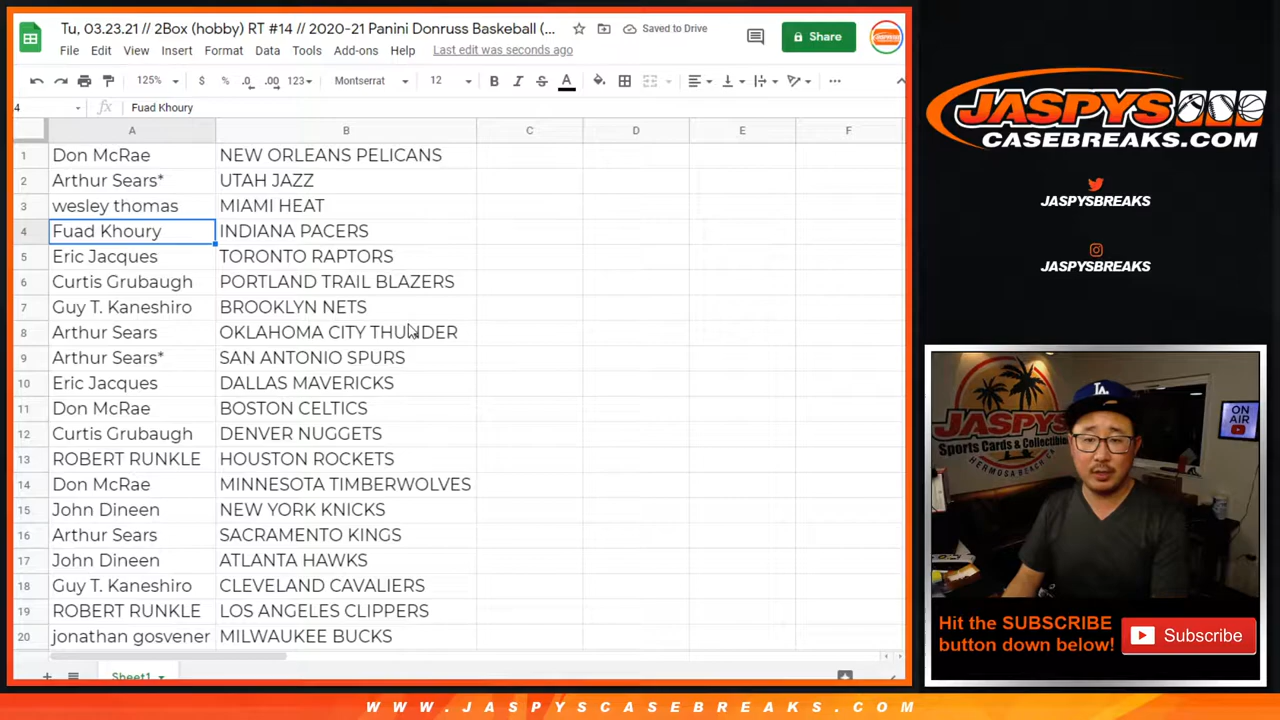 Tu, 03.23.21 // 2Box (hobby) RT #14 // 2020-21 Panini Donruss Baskeball (...
Saved to Drive
Share
File Edit View Insert Format Data Tools Add-ons Help Last edit was seconds ago
125% $ % .0 .00 123 Montserrat 12 B I S A
4 fx Fuad Khoury
A B C D E F
1 Don McRae NEW ORLEANS PELICANS
2 Arthur Sears* UTAH JAZZ
3 wesley thomas MIAMI HEAT
4 Fuad Khoury INDIANA PACERS
5 Eric Jacques TORONTO RAPTORS
6 Curtis Grubaugh PORTLAND TRAIL BLAZERS
7 Guy T. Kaneshiro BROOKLYN NETS
8 Arthur Sears OKLAHOMA CITY THUNDER
9 Arthur Sears* SAN ANTONIO SPURS
10 Eric Jacques DALLAS MAVERICKS
11 Don McRae BOSTON CELTICS
12 Curtis Grubaugh DENVER NUGGETS
13 ROBERT RUNKLE HOUSTON ROCKETS
14 Don McRae MINNESOTA TIMBERWOLVES
15 John Dineen NEW YORK KNICKS
16 Arthur Sears SACRAMENTO KINGS
17 John Dineen ATLANTA HAWKS
18 Guy T. Kaneshiro CLEVELAND CAVALIERS
19 ROBERT RUNKLE LOS ANGELES CLIPPERS
20 jonathan gosvener MILWAUKEE BUCKS
Sheet1
JASPYS
CASEBREAKS.COM
JASPYSBREAKS
JASPYSBREAKS
JASPYS
Sports Cards & Collectibles
HERMOSA BEACH
LA
ON
AIR
Hit the SUBSCRIBE
button down below!
Subscribe
WWW.JASPYSCASEBREAKS.COM